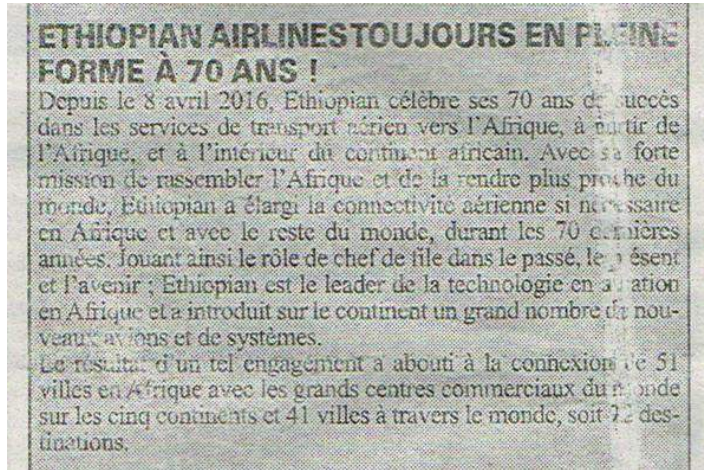 ETHIOPIAN AIRLINES TOUJOURS EN PLEINE
FORME À 70 ANS !
Depuis le 8 avril 2016, Ethiopian célèbre ses 70 ans de succès
dans les services de transport aérien vers l'Afrique, à partir de
l'Afrique, et à l'intérieur du continent africain. Avec sa forte
mission de rassembler l'Afrique et de la rendre plus proche du
monde, Ethiopian a élargi la connectivité aérienne si nécessaire
en Afrique et avec le reste du monde, durant les 70 dernières
années. Jouant ainsi le rôle de chef de file dans le passé, le présent
et l'avenir ; Ethiopian est le leader de la technologie en aviation
en Afrique et a introduit sur le continent un grand nombre de nou-
veaux avions et de systèmes.
Le résultat d'un tel engagement a abouti à la connexion de 51
villes en Afrique avec les grands centres commerciaux du monde
sur les cinq continents et 41 villes à travers le monde, soit des-
tinations.